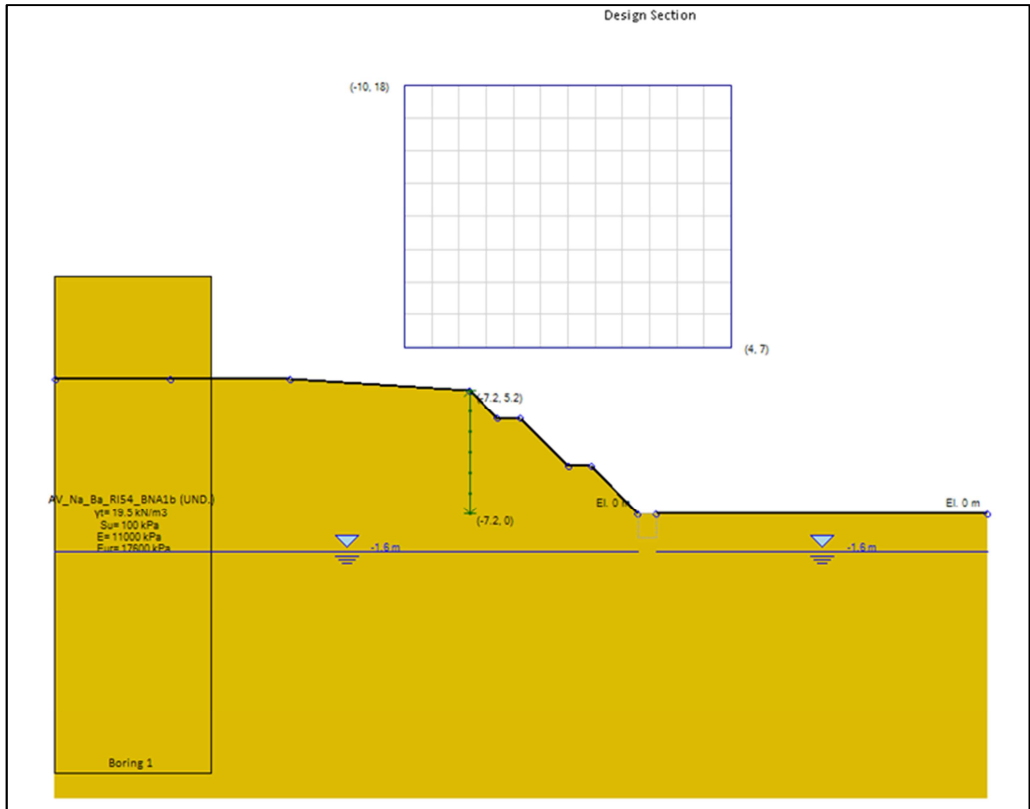 Design Section
(-10, 18)
(4, 7)
(-7.2, 5.2)
AV_Na_Ba_RI54_BNA1b (UND.)
γt= 19.5 kN/m3
Su= 100 kPa
E= 11000 kPa
Eur= 17600 kPa
El. 0 m
El. 0 m
(-7.2, 0)
-1.6 m
-1.6 m
Boring 1